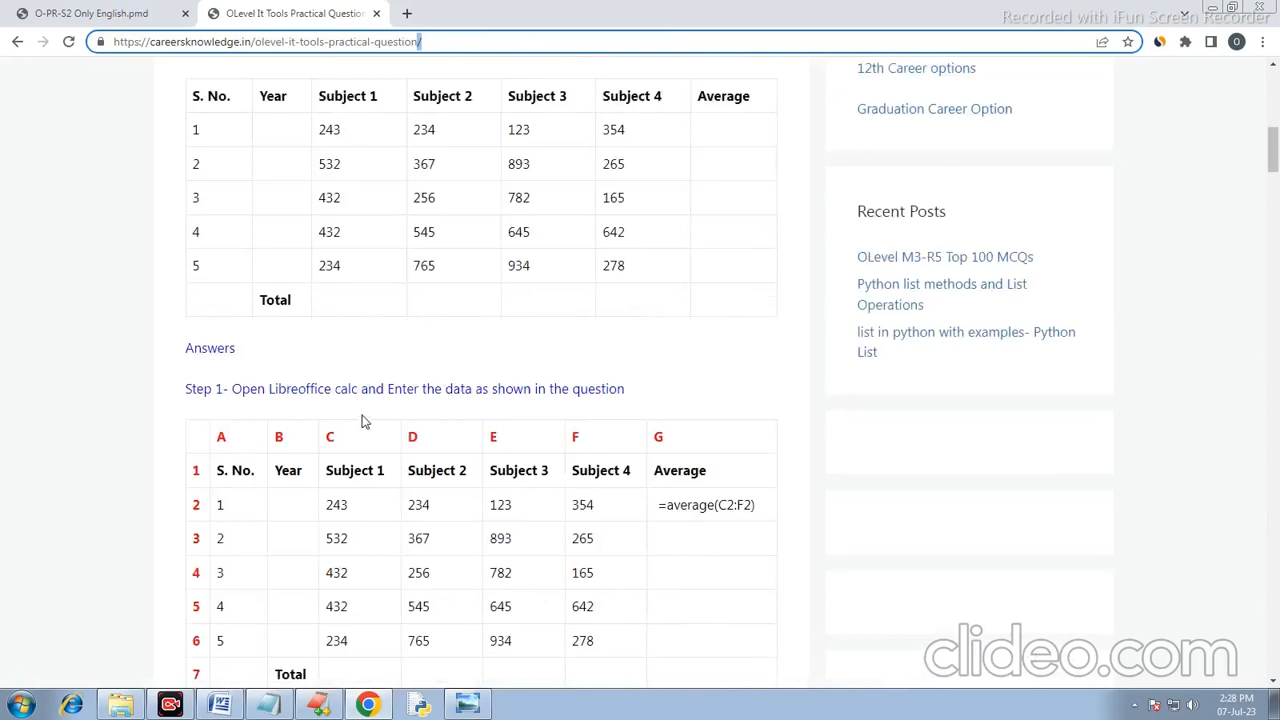 O-PR-S2 Only English.pmd
OLevel It Tools Practical Question
Recorded with iFun Screen Recorder
https://careersknowledge.in/olevel-it-tools-practical-question/
O
S. No. Year Subject 1 Subject 2 Subject 3 Subject 4 Average
1 243 234 123 354
2 532 367 893 265
3 432 256 782 165
4 432 545 645 642
5 234 765 934 278
Total
Answers
Step 1- Open Libreoffice calc and Enter the data as shown in the question
A B C D E F G
1 S. No. Year Subject 1 Subject 2 Subject 3 Subject 4 Average
2 1 243 234 123 354 =average(C2:F2)
3 2 532 367 893 265
4 3 432 256 782 165
5 4 432 545 645 642
6 5 234 765 934 278
7 Total
12th Career options
Graduation Career Option
Recent Posts
OLevel M3-R5 Top 100 MCQs
Python list methods and List
Operations
list in python with examples- Python
List
clideo.com
2:28 PM
07-Jul-23